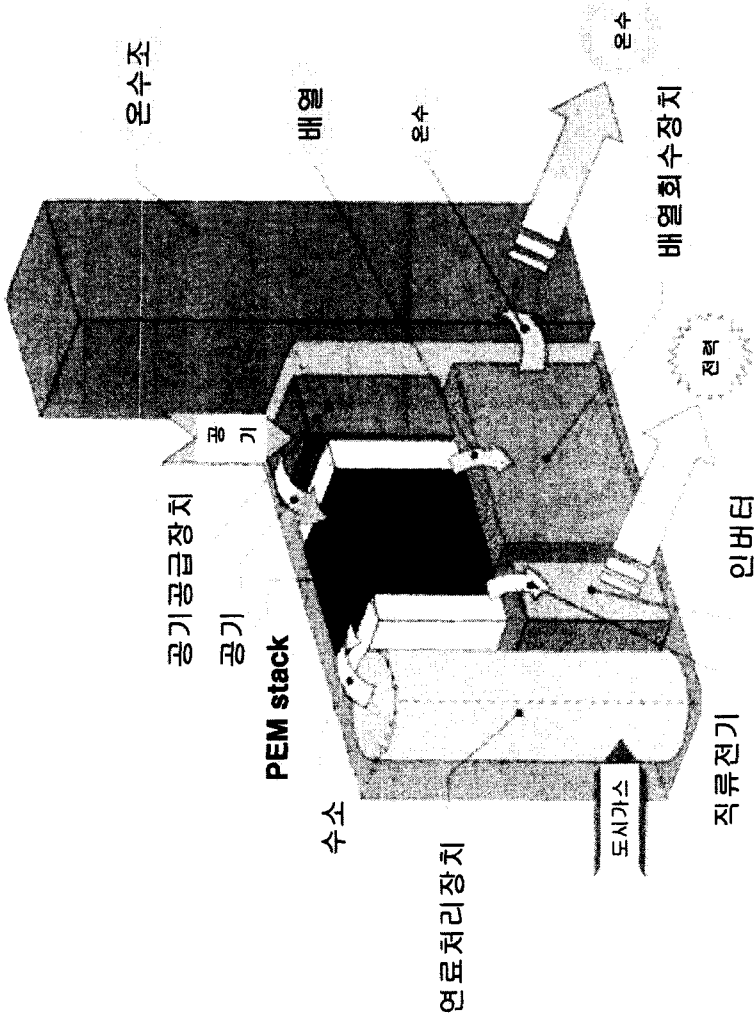 온수조
배열
온수
온수
배열회수장치
공기
전력
공기공급장치
공기
PEM stack
인버터
수소
직류전기
도시가스
연료처리장치